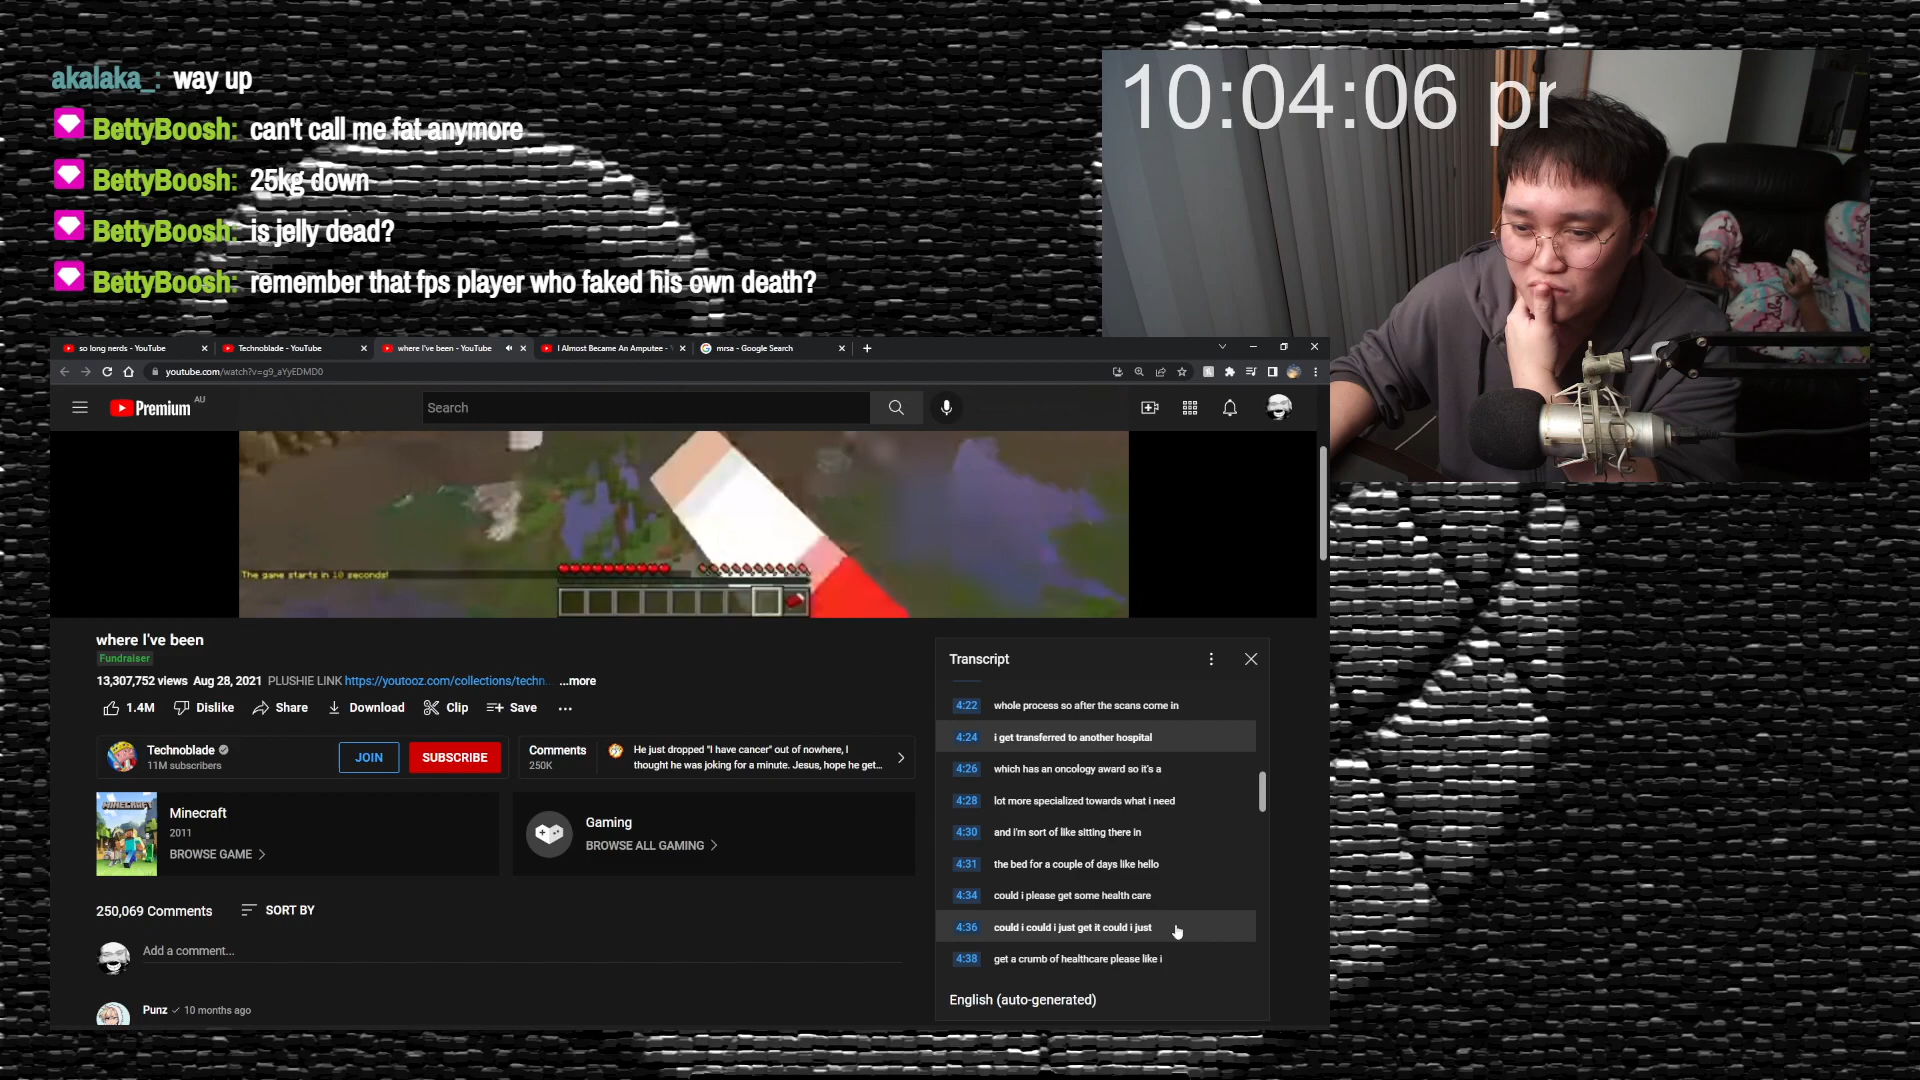 akalaka_: way up
BettyBoosh: can't call me fat anymore
BettyBoosh: 25kg down
BettyBoosh: is jelly dead?
BettyBoosh: remember that fps player who faked his own death?
10:04:06 pr
so long nerds - YouTube
Technoblade - YouTube
where I've been - YouTube
I Almost Became An Amputee -
mrsa - Google Search
youtube.com/watch?v=g9_aYyEDMD0
Premium AU
Search
The game starts in 10 seconds!
where I've been
Fundraiser
13,307,752 views Aug 28, 2021 PLUSHIE LINK https://youtooz.com/collections/techn... ...more
1.4M Dislike Share Download Clip Save
Technoblade
11M subscribers
JOIN
SUBSCRIBE
Comments
250K
He just dropped "I have cancer" out of nowhere, I
thought he was joking for a minute. Jesus, hope he get...
MINECRAFT
Minecraft
2011
BROWSE GAME
Gaming
BROWSE ALL GAMING
250,069 Comments
SORT BY
Add a comment...
Punz 10 months ago
Transcript
4:22 whole process so after the scans come in
4:24 i get transferred to another hospital
4:26 which has an oncology award so it's a
4:28 lot more specialized towards what i need
4:30 and i'm sort of like sitting there in
4:31 the bed for a couple of days like hello
4:34 could i please get some health care
4:36 could i could i just get it could i just
4:38 get a crumb of healthcare please like i
English (auto-generated)